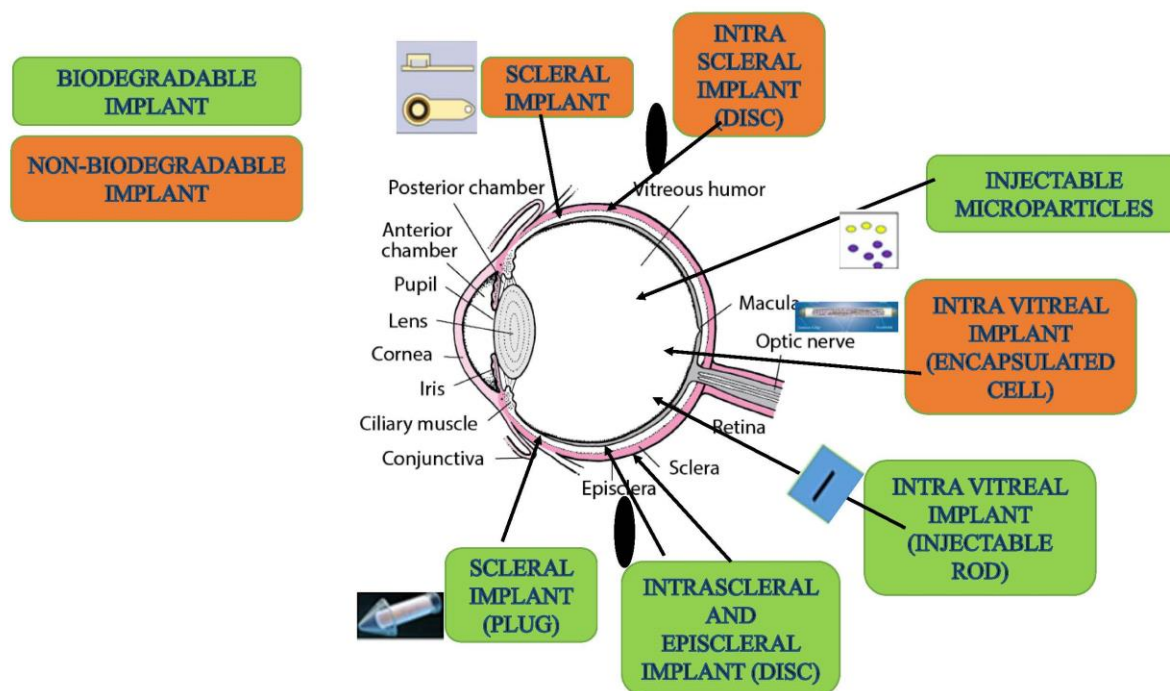 BIODEGRADABLE
IMPLANT
NON-BIODEGRADABLE
IMPLANT
SCLERAL
IMPLANT
INTRA
SCLERAL
IMPLANT
(DISC)
INJECTABLE
MICROPARTICLES
INTRA VITREAL
IMPLANT
(ENCAPSULATED
CELL)
INTRA VITREAL
IMPLANT
(INJECTABLE
ROD)
INTRASCLERAL
AND
EPISCLERAL
IMPLANT (DISC)
SCLERAL
IMPLANT
(PLUG)
Posterior chamber
Anterior
chamber
Pupil
Lens
Cornea
Iris
Ciliary muscle
Conjunctiva
Vitreous humor
Macula
Optic nerve
Retina
Sclera
Episclera